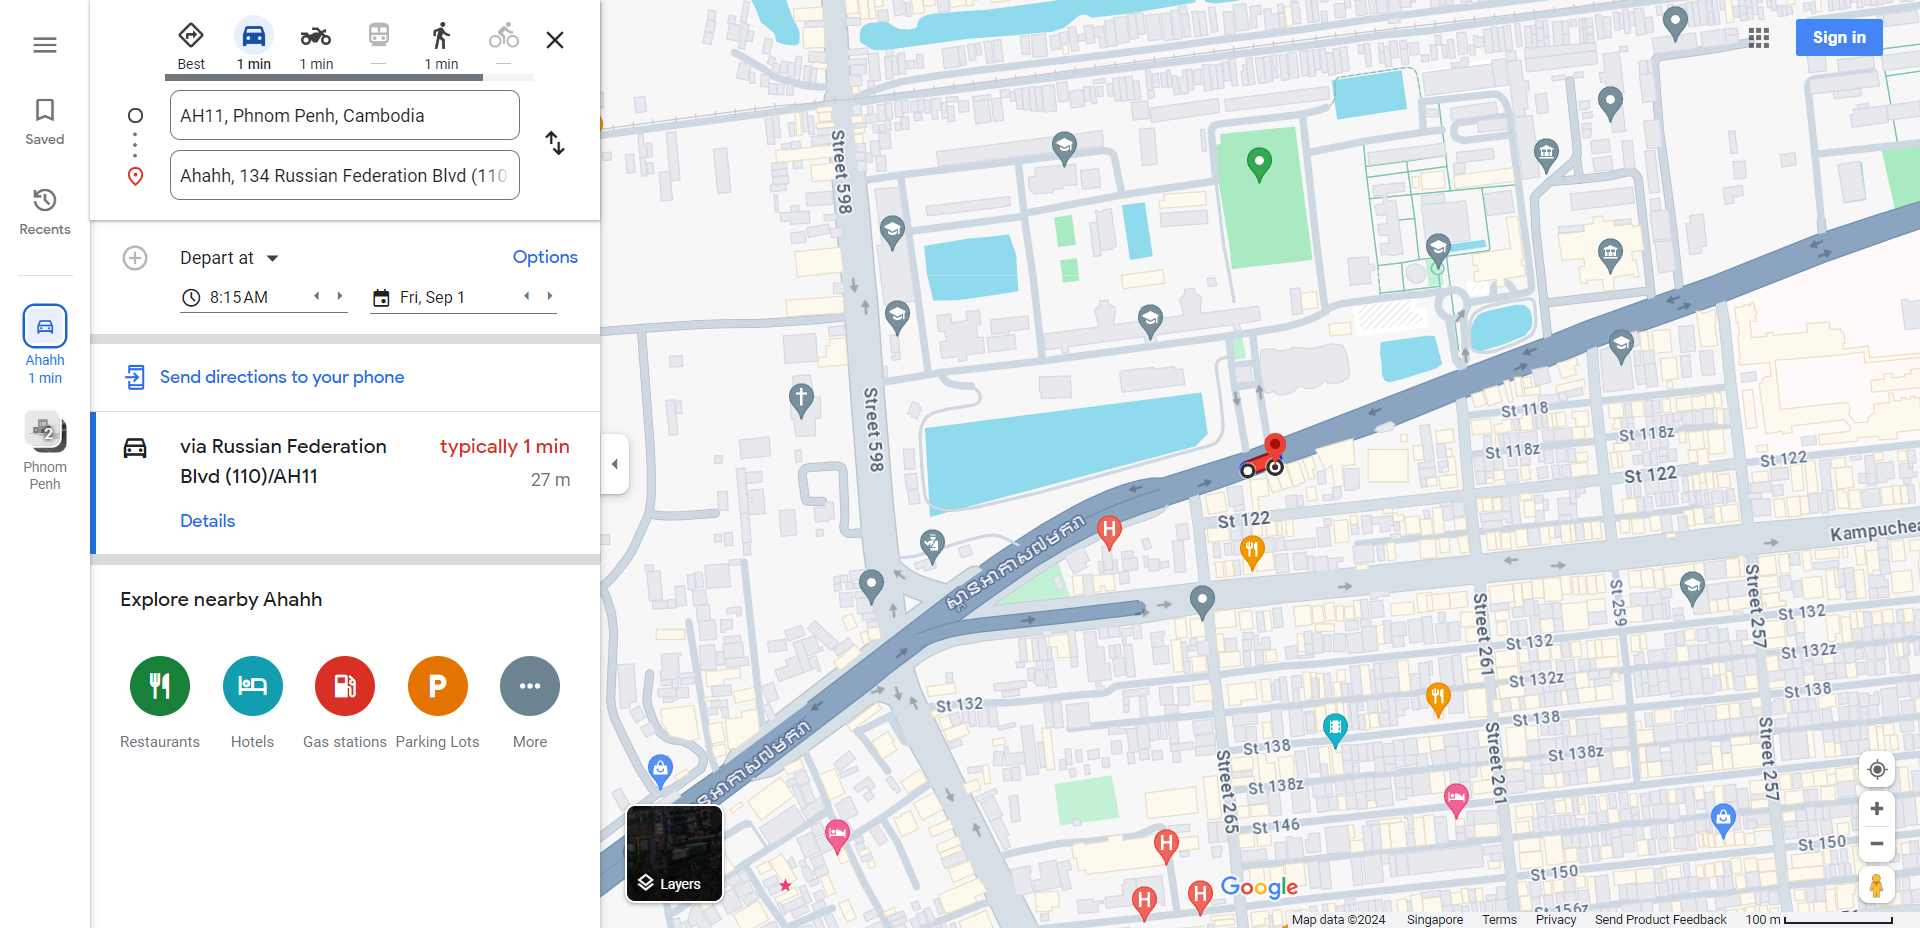 Best
1 min
1 min
—
1 min
—
AH11, Phnom Penh, Cambodia
Ahahh, 134 Russian Federation Blvd (110
Saved
Recents
Ahahh
1 min
2
Phnom
Penh
Depart at
Options
8:15 AM
Fri, Sep 1
Send directions to your phone
via Russian Federation
Blvd (110)/AH11
typically 1 min
27 m
Details
Explore nearby Ahahh
P
Restaurants
Hotels
Gas stations
Parking Lots
More
Sign in
Street 598
Street 598
St 118
St 118z
St 118z
St 122
St 122
St 122
Kampuchea
H
St 259
Street 257
Street 261
St 132
St 132
St 132z
St 132z
St 132
St 138
St 138
St 138
St 138z
St 138z
Street 265
Street 261
Street 257
St 146
St 150
St 150
St 156z
H
H
H
Layers
Google
Map data ©2024
Singapore
Terms
Privacy
Send Product Feedback
100 m